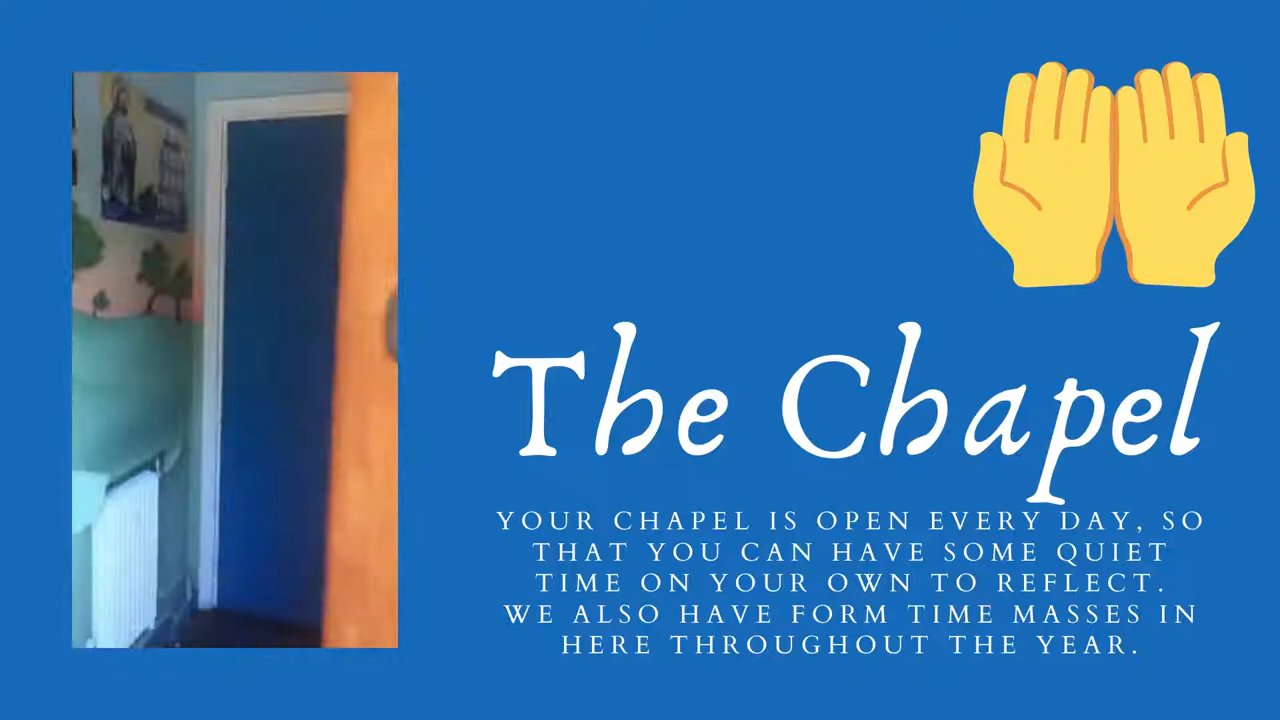 The Chapel
YOUR CHAPEL IS OPEN EVERY DAY, SO
THAT YOU CAN HAVE SOME QUIET
TIME ON YOUR OWN TO REFLECT.
WE ALSO HAVE FORM TIME MASSES IN
HERE THROUGHOUT THE YEAR.